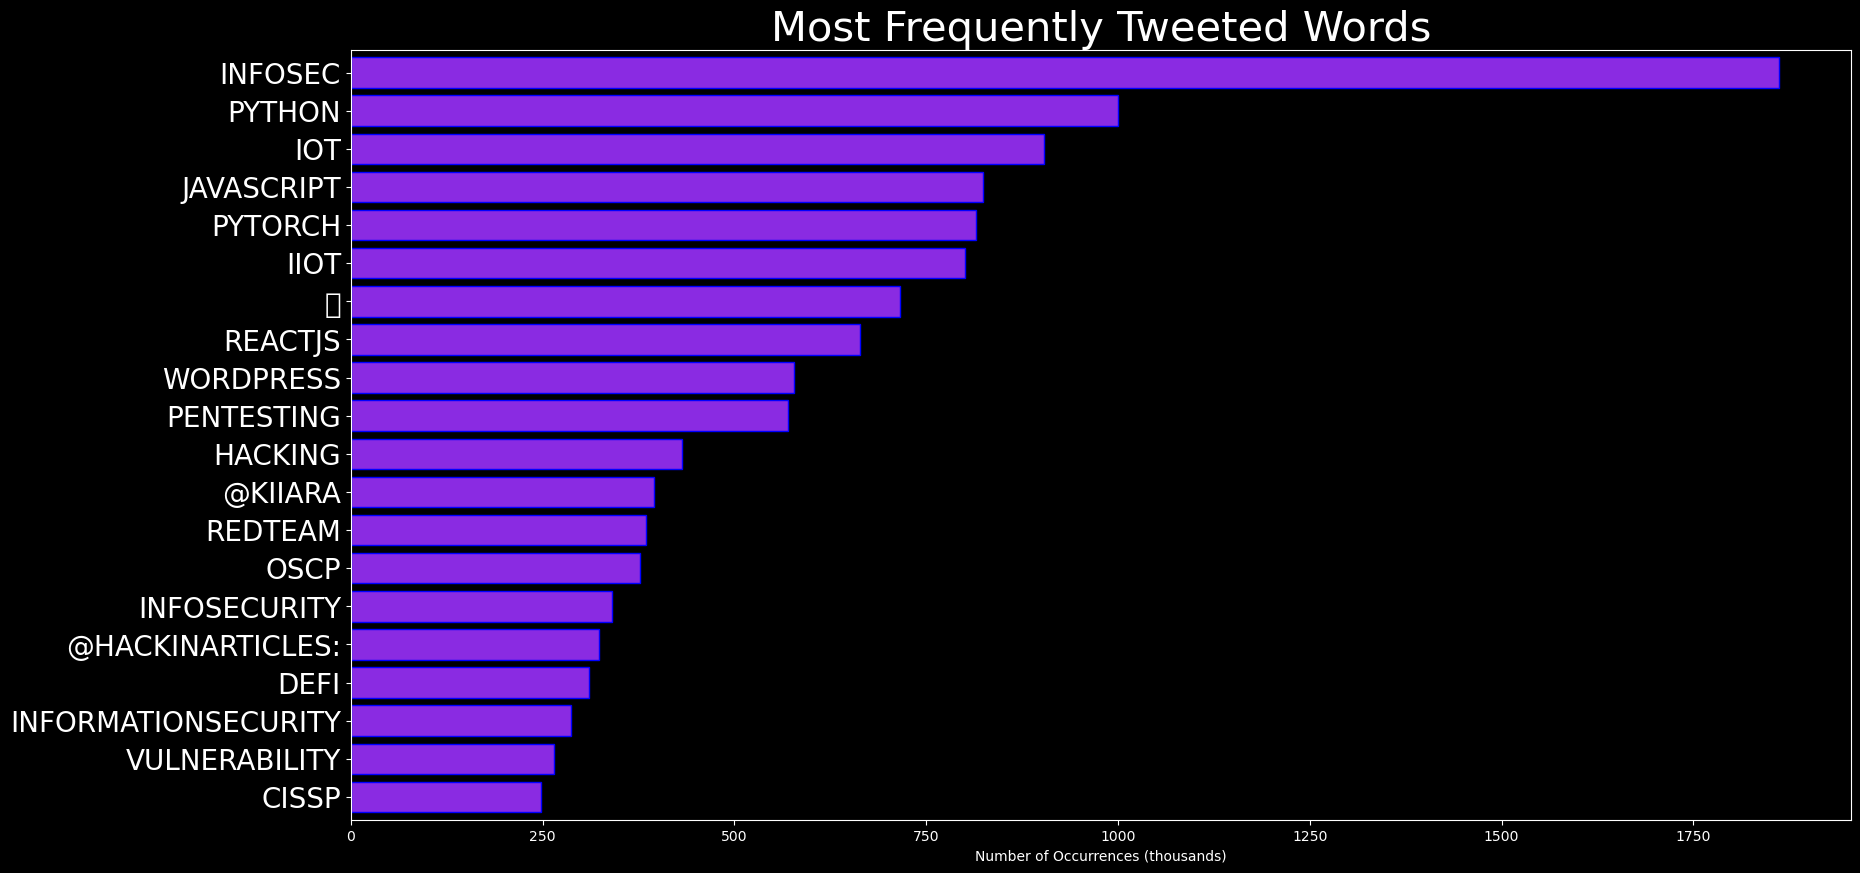 Most Frequently Tweeted Words
INFOSEC
PYTHON
IOT
JAVASCRIPT
PYTORCH
IIOT
REACTJS
WORDPRESS
PENTESTING
HACKING
@KIIARA
REDTEAM
OSCP
INFOSECURITY
@HACKINARTICLES:
DEFI
INFORMATIONSECURITY
VULNERABILITY
CISSP
0 250 500 750 1000 1250 1500 1750
Number of Occurrences (thousands)